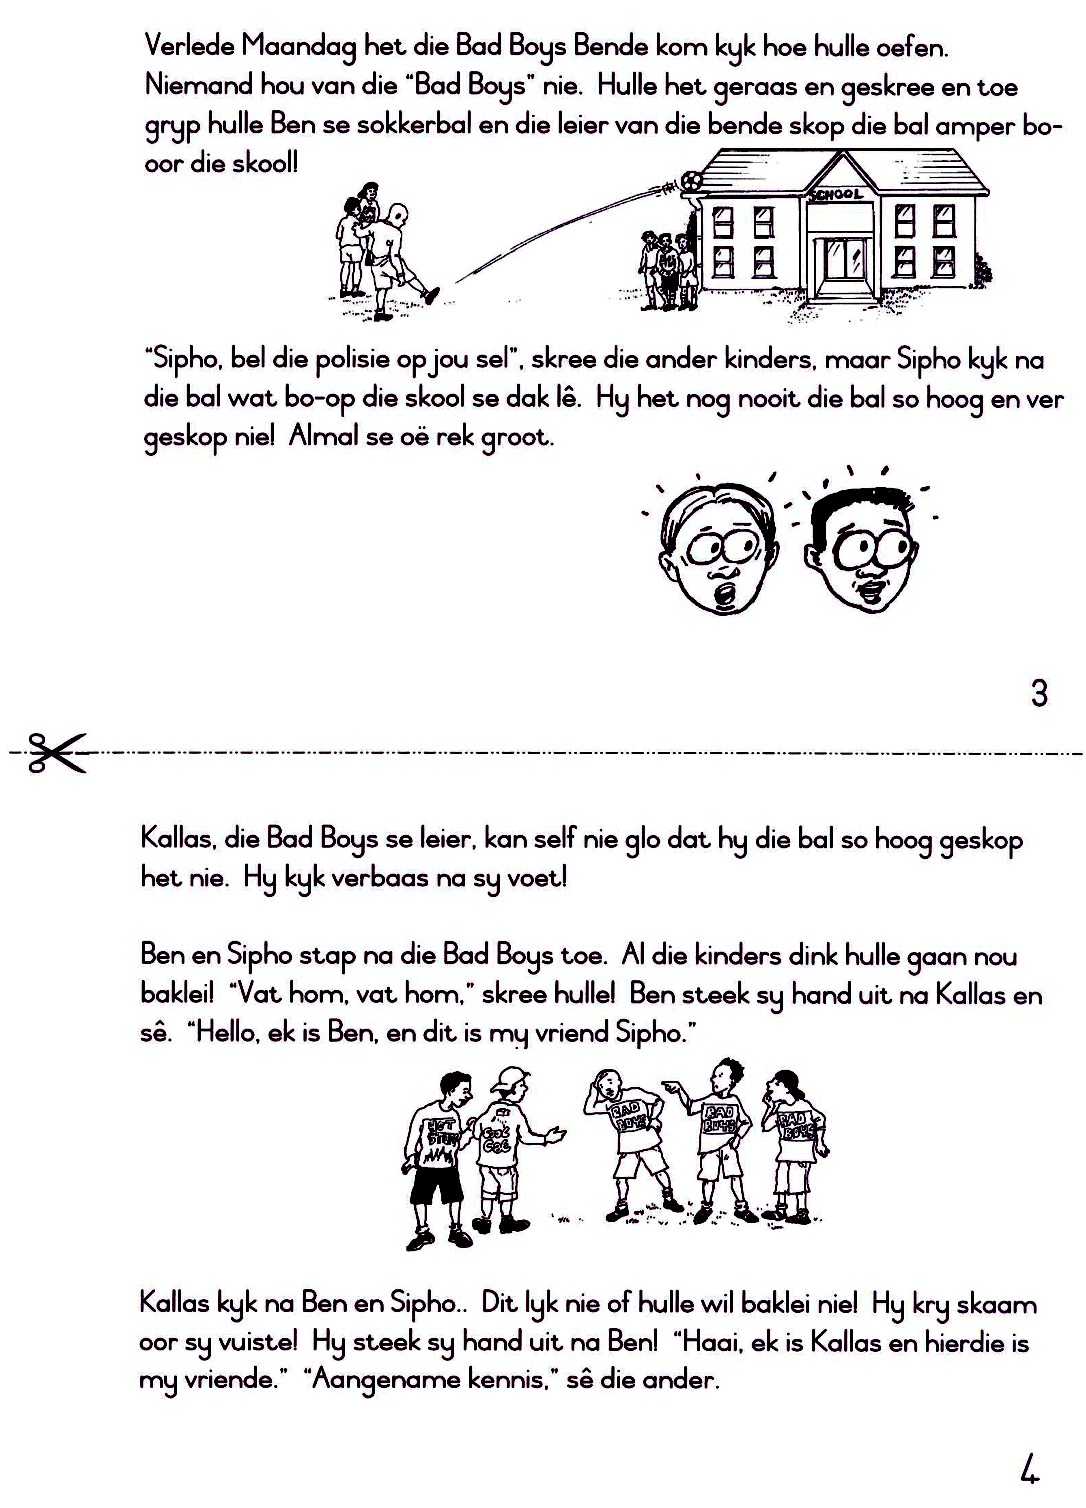 Verlede Maandag het die Bad Boys Bende kom kyk hoe hulle oefen.
Niemand hou van die "Bad Boys" nie. Hulle het geraas en geskree en toe
gryp hulle Ben se sokkerbal en die leier van die bende skop die bal amper bo-
oor die skool!
SCHOOL
"Sipho, bel die polisie op jou sel", skree die ander kinders, maar Sipho kyk na
die bal wat bo-op die skool se dak lê. Hy het nog nooit die bal so hoog en ver
geskop nie! Almal se oë rek groot.
3
Kallas, die Bad Boys se leier, kan self nie glo dat hy die bal so hoog geskop
het nie. Hy kyk verbaas na sy voet!
Ben en Sipho stap na die Bad Boys toe. Al die kinders dink hulle gaan nou
baklei! "Vat hom, vat hom," skree hulle! Ben steek sy hand uit na Kallas en
sê. "Hello, ek is Ben, en dit is my vriend Sipho."
HOT
STUFF
COOL
CAT
BAD
BOYS
BAD
BOYS
BAD
BOYS
Kallas kyk na Ben en Sipho.. Dit lyk nie of hulle wil baklei nie! Hy kry skaam
oor sy vuiste! Hy steek sy hand uit na Ben! "Haai, ek is Kallas en hierdie is
my vriende." "Aangename kennis," sê die ander.
4